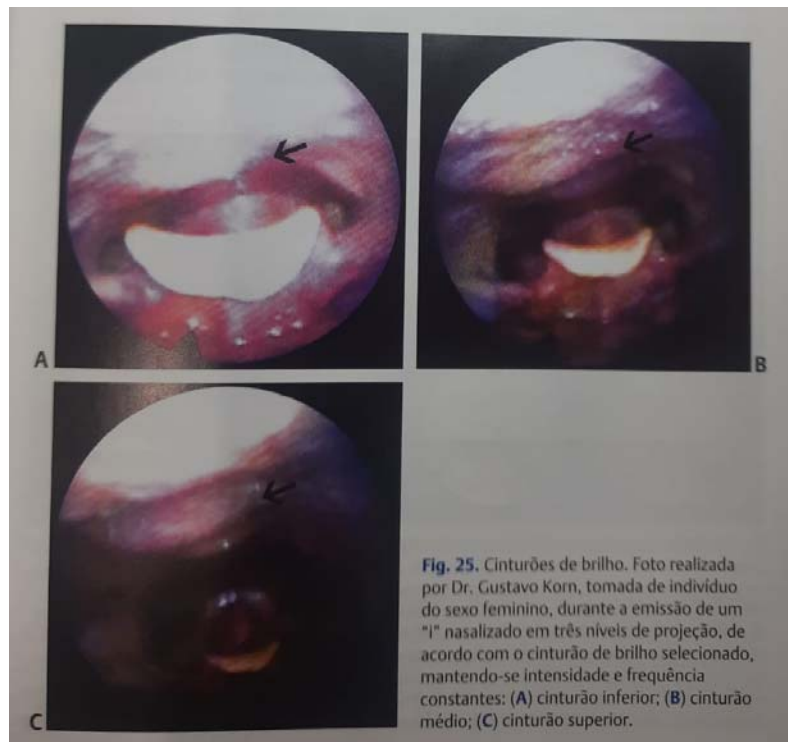 A
B
C
Fig. 25. Cinturões de brilho. Foto realizada
por Dr. Gustavo Korn, tomada de indivíduo
do sexo feminino, durante a emissão de um
"i" nasalizado em três níveis de projeção, de
acordo com o cinturão de brilho selecionado,
mantendo-se intensidade e frequência
constantes: (A) cinturão inferior; (B) cinturão
médio; (C) cinturão superior.